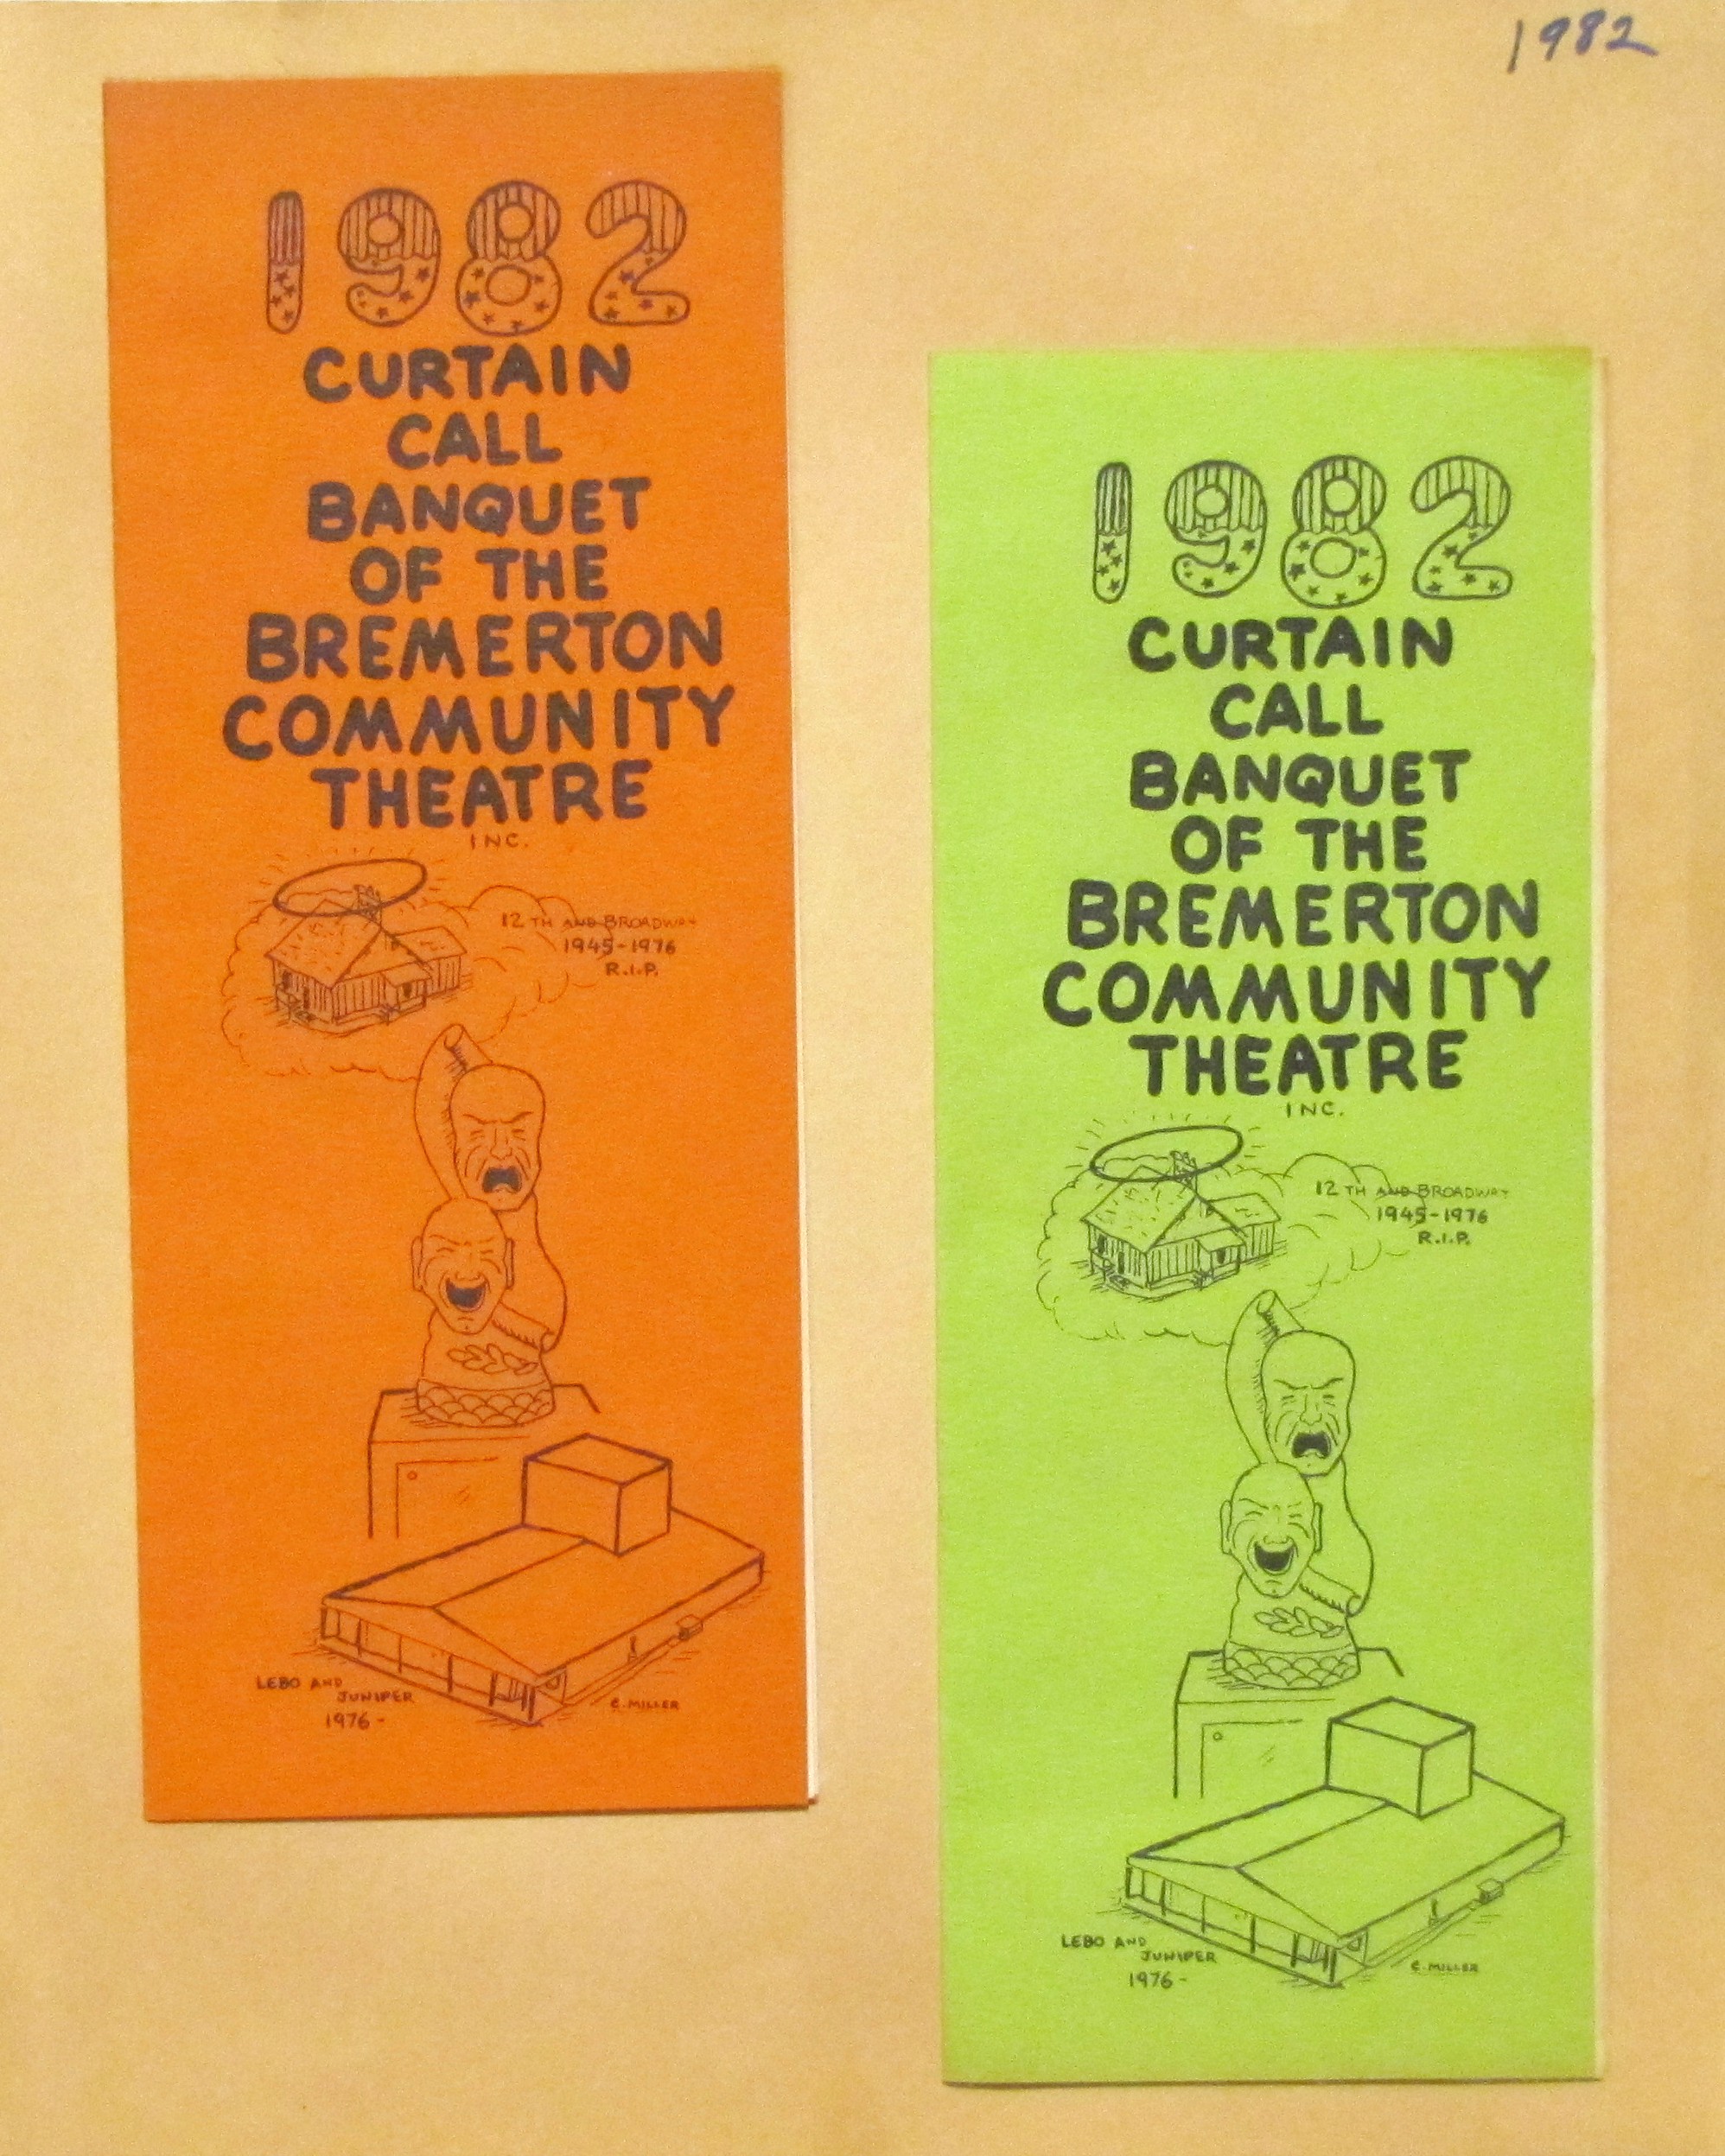 1982
1982
CURTAIN
CALL
BANQUET
OF THE
BREMERTON
COMMUNITY
THEATRE
INC.
12TH AND BROADWAY
1945-1976
R.I.P.
LEBO AND
JUNIPER
1976-
C. MILLER
1982
CURTAIN
CALL
BANQUET
OF THE
BREMERTON
COMMUNITY
THEATRE
INC.
12TH AND BROADWAY
1945-1976
R.I.P.
LEBO AND
JUNIPER
1976-
C. MILLER